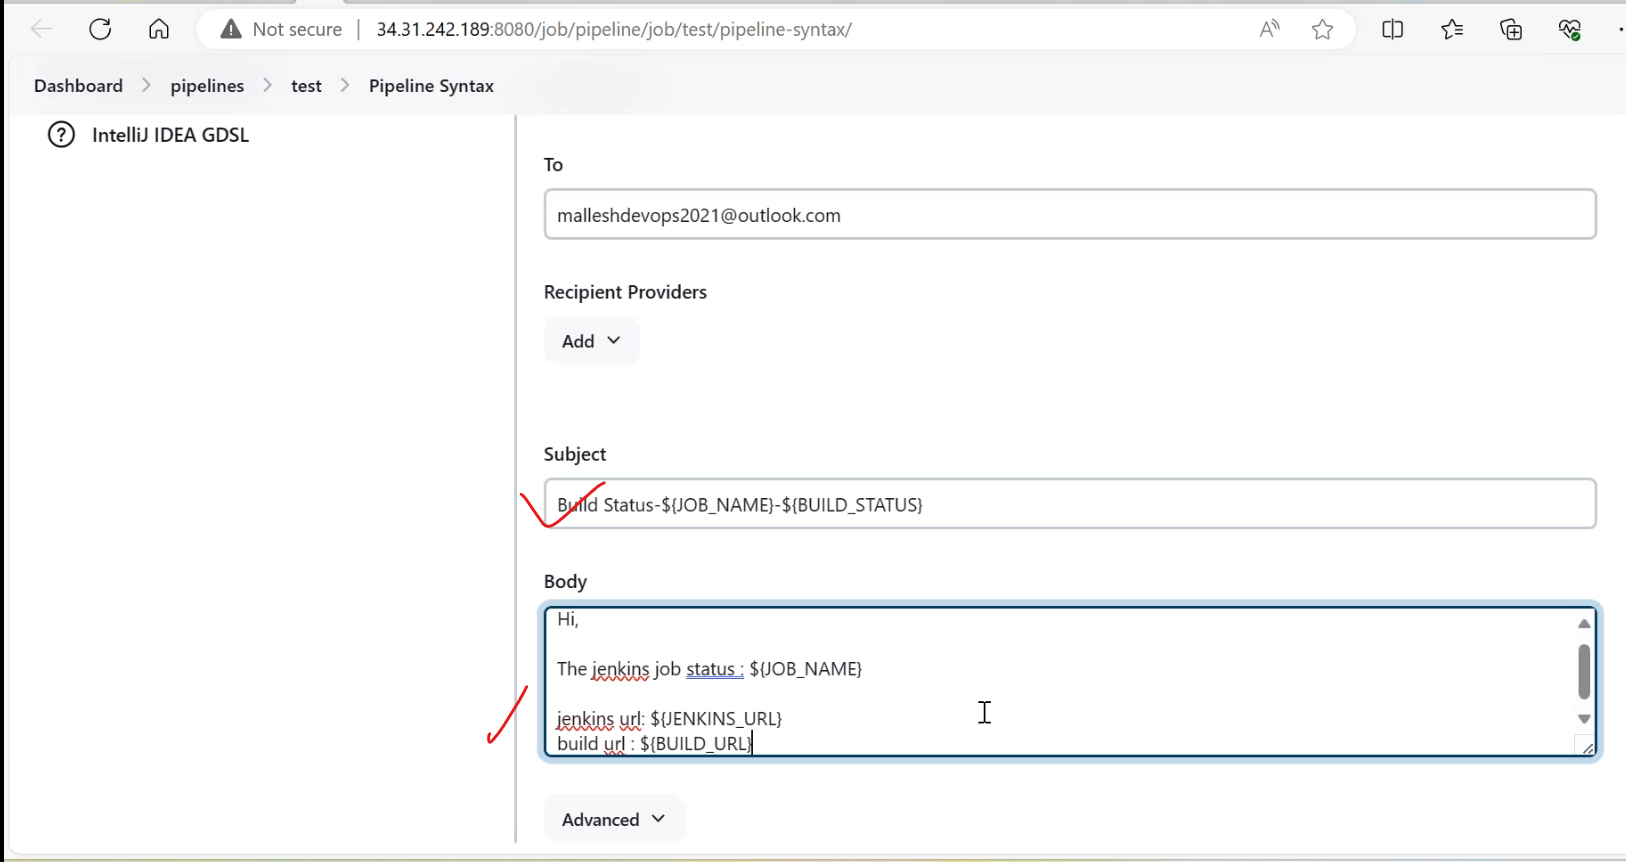 Not secure
34.31.242.189:8080/job/pipeline/job/test/pipeline-syntax/
Dashboard > pipelines > test > Pipeline Syntax
IntelliJ IDEA GDSL
To
malleshdevops2021@outlook.com
Recipient Providers
Add
Subject
Build Status-${JOB_NAME}-${BUILD_STATUS}
Body
Hi,
The jenkins job status : ${JOB_NAME}
jenkins url: ${JENKINS_URL}
build url : ${BUILD_URL}
Advanced